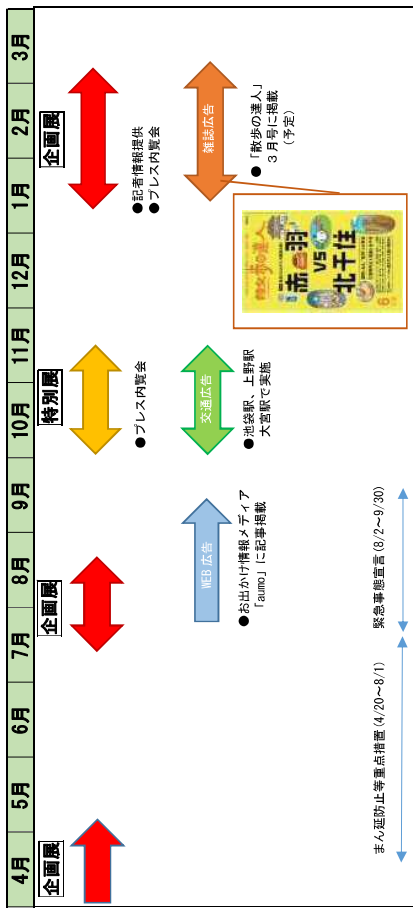 4月 5月 6月 7月 8月 9月 10月 11月 12月 1月 2月 3月
企画展
企画展
特別展
企画展
●プレス内覧会
●記者情報提供
●プレス内覧会
WEB 広告
交通広告
雑誌広告
●お出かけ情報メディア
「aumo」に記事掲載
●池袋駅、上野駅
大宮駅で実施
●「散歩の達人」
3月号に掲載
(予定)
散歩の達人
赤羽
VS
北千住
6
まん延防止等重点措置(4/20~8/1)
緊急事態宣言(8/2~9/30)